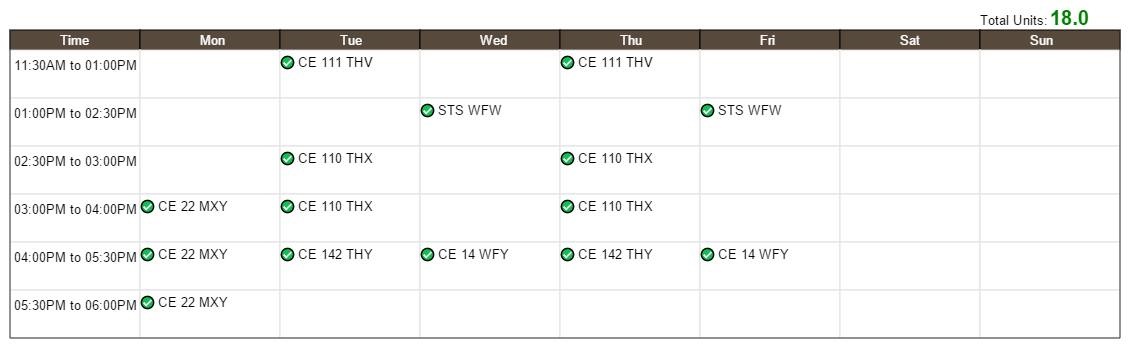 Total Units: 18.0
Time Mon Tue Wed Thu Fri Sat Sun
11:30AM to 01:00PM CE 111 THV CE 111 THV
01:00PM to 02:30PM STS WFW STS WFW
02:30PM to 03:00PM CE 110 THX CE 110 THX
03:00PM to 04:00PM CE 22 MXY CE 110 THX CE 110 THX
04:00PM to 05:30PM CE 22 MXY CE 142 THY CE 14 WFY CE 142 THY CE 14 WFY
05:30PM to 06:00PM CE 22 MXY